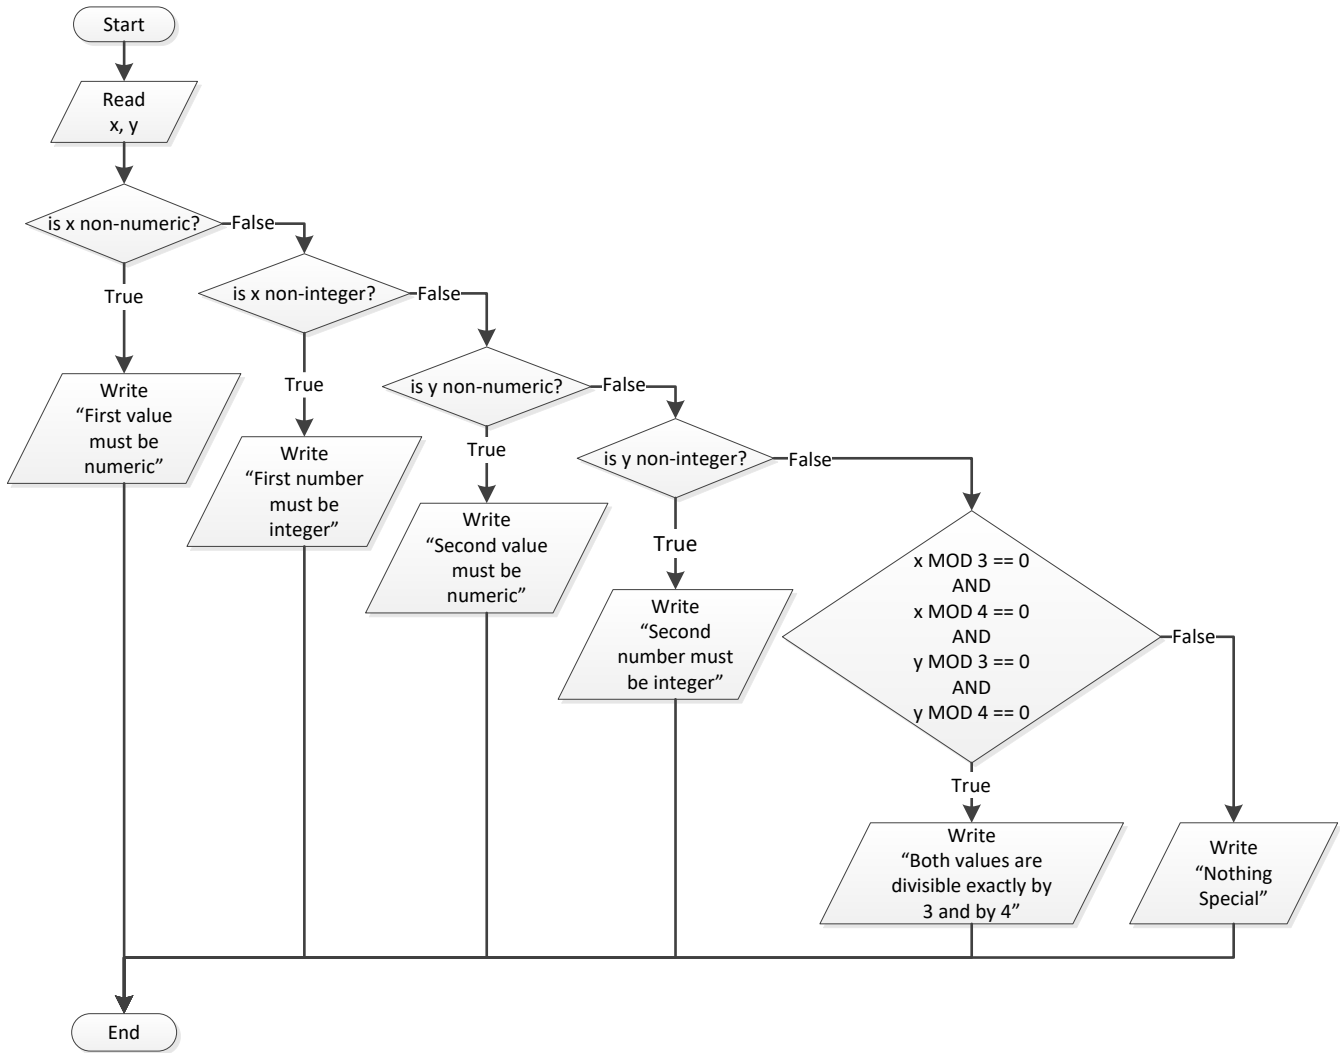 Start
Read
x, y
is x non-numeric?
False
True
is x non-integer?
False
True
Write
“First value
must be
numeric”
is y non-numeric?
False
True
Write
“First number
must be
integer”
is y non-integer?
False
True
Write
“Second value
must be
numeric”
Write
“Second
number must
be integer”
x MOD 3 == 0
AND
x MOD 4 == 0
AND
y MOD 3 == 0
AND
y MOD 4 == 0
False
True
Write
“Both values are
divisible exactly by
3 and by 4”
Write
“Nothing
Special”
End